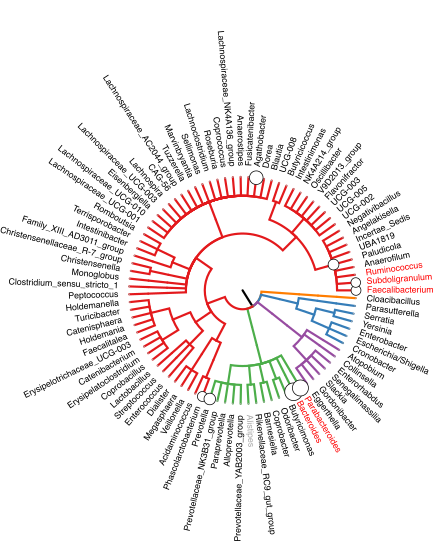 Lachnospiraceae_NK4A136_group
Anaerostipes
Fusicatenibacter
Agathobacter
Dorea
Blautia
UCG-008
Butyricicoccus
Intestinimonas
NK4A214_group
Oscillibacter
V9D2013_group
Flavonifractor
UCG-003
UCG-005
UCG-002
Negativibacillus
Angelakisella
Incertae_Sedis
UBA1819
Paludicola
Anaerofilum
Ruminococcus
Subdoligranulum
Faecalibacterium
Cloacibacillus
Parasutterella
Serratia
Yersinia
Enterobacter
Escherichia/Shigella
Cronobacter
Atopobium
Collinsella
Enterorhabdus
Senegalimassilia
Slackia
Gordonibacter
Eggerthella
Parabacteroides
Bacteroides
Butyricimonas
Odoribacter
Coprobacter
Barnesiella
Rikenellaceae_RC9_gut_group
Alistipes
Prevotellaceae_YAB2003_group
Alloprevotella
Paraprevotella
Prevotellaceae_NK3B31_group
Prevotella
Phascolarctobacterium
Acidaminococcus
Veillonella
Megasphaera
Dialister
Enterococcus
Streptococcus
Lactobacillus
Coprobacillus
Erysipelatoclostridium
Catenibacterium
Erysipelotrichaceae_UCG-003
Faecalitalea
Holdemania
Catenisphaera
Turicibacter
Holdemanella
Peptococcus
Clostridium_sensu_stricto_1
Monoglobus
Christensenella
Christensenellaceae_R-7_group
Family_XIII_AD3011_group
Intestinibacter
Terrisporobacter
Romboutsia
Lachnospiraceae_UCG-001
Lachnospiraceae_UCG-010
Eisenbergiella
Lachnospiraceae_UCG-003
Lachnospira
CAG-56
Lachnospiraceae_AC2044_group
Tuzzerella
Marvinbryantia
Sellimonas
Lachnoclostridium
Roseburia
Coprococcus